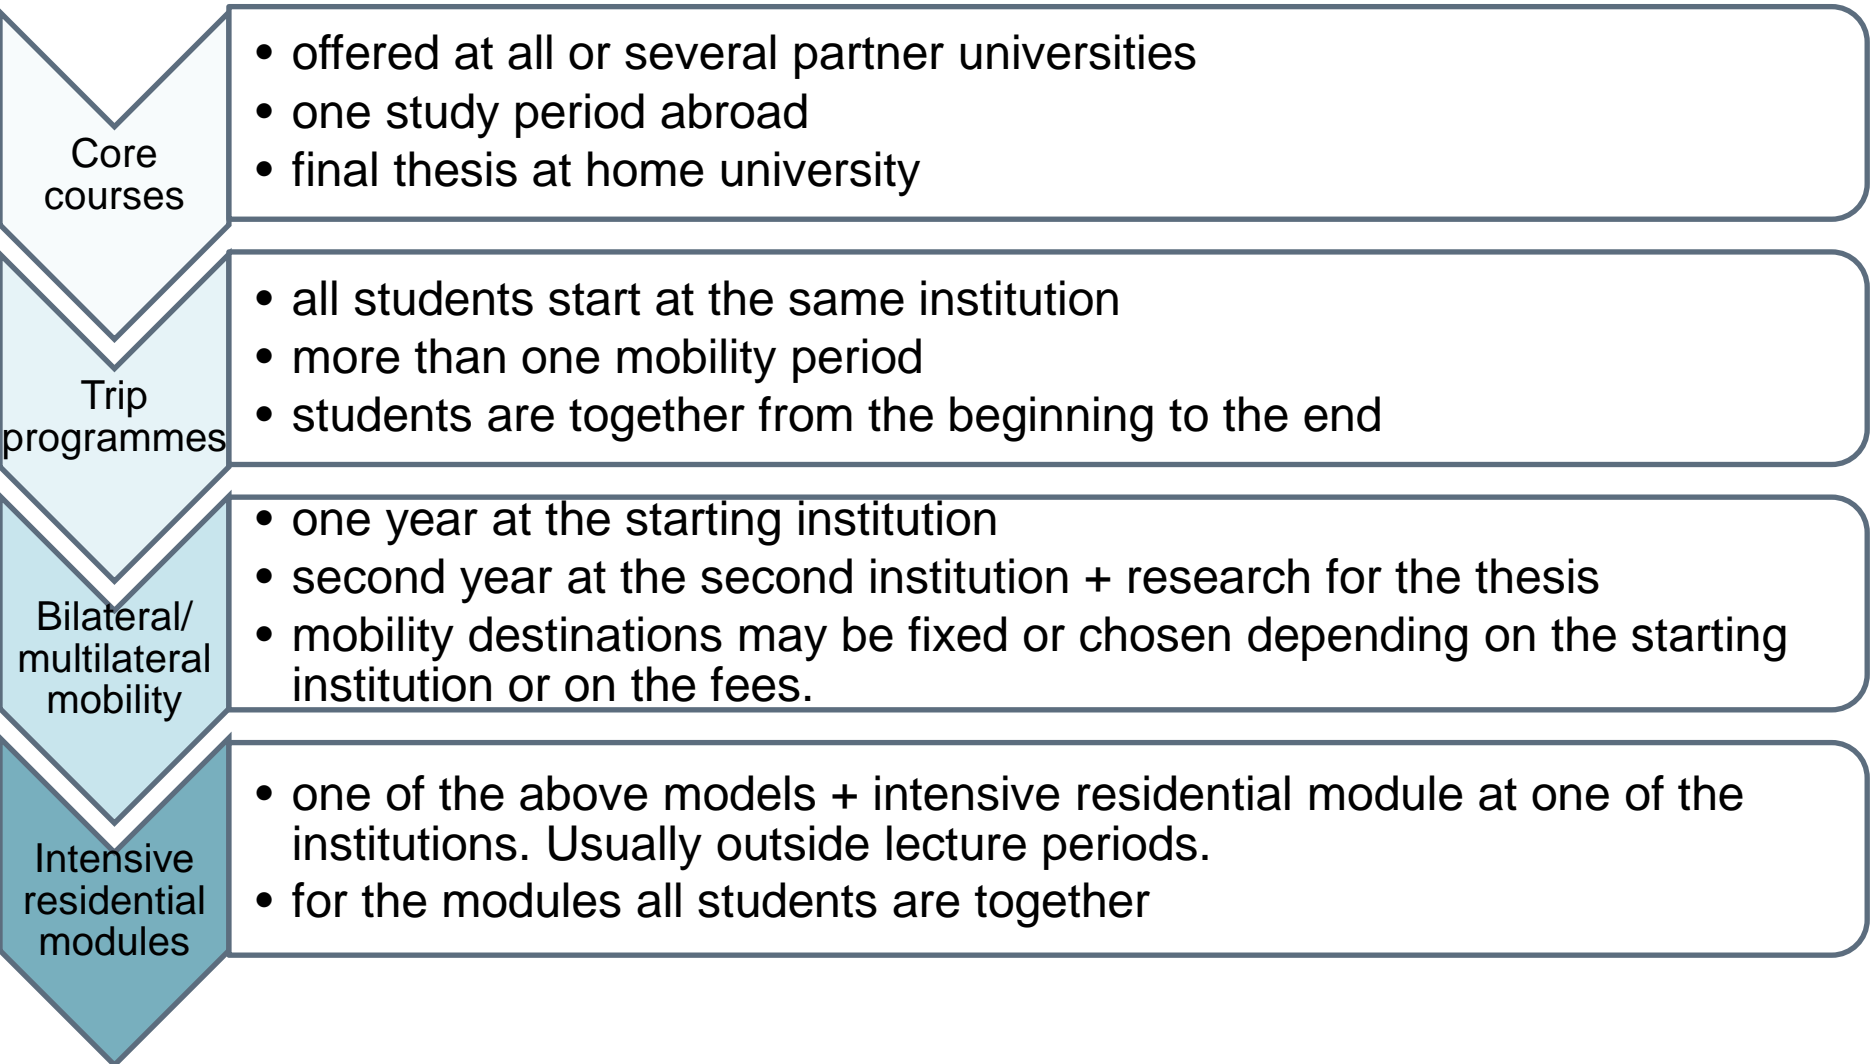 Core
courses
• offered at all or several partner universities
• one study period abroad
• final thesis at home university
Trip
programmes
• all students start at the same institution
• more than one mobility period
• students are together from the beginning to the end
Bilateral/
multilateral
mobility
• one year at the starting institution
• second year at the second institution + research for the thesis
• mobility destinations may be fixed or chosen depending on the starting
institution or on the fees.
Intensive
residential
modules
• one of the above models + intensive residential module at one of the
institutions. Usually outside lecture periods.
• for the modules all students are together